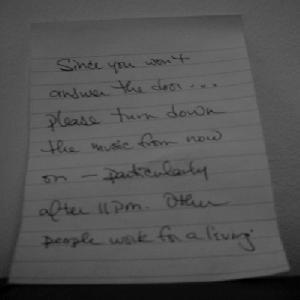 Since you won't
answer the door...
please turn down
the music from now
on — particularly
after 11pm. Other
people work for a living.